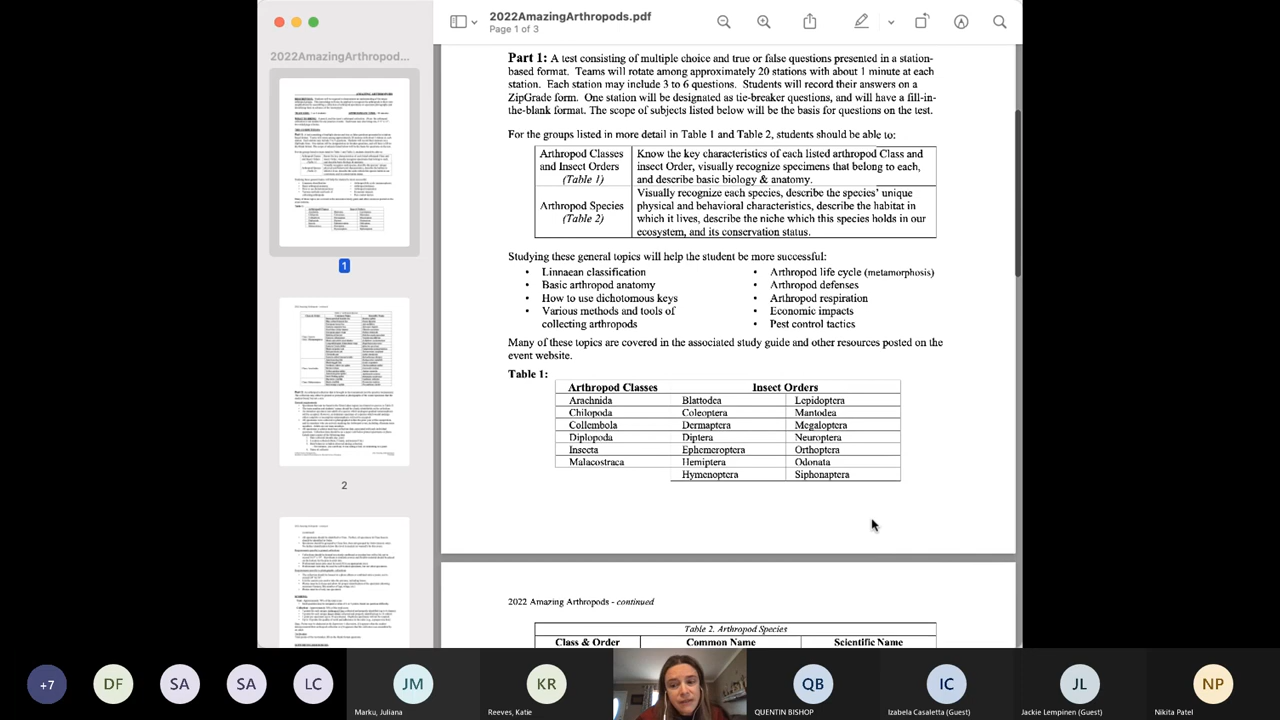 2022AmazingArthropods.pdf
Page 1 of 3
2022AmazingArthropod...
1
2
Part 1: A test consisting of multiple choice and true or false questions presented in a station-
based format. Teams will rotate among approximately 20 stations with about 1 minute at each
station. Each station may include 3 to 6 questions. Students will record their answers on a
ZipGrade form. One station will be designated as tie-breaker questions, and will have a fill-in-
the-blank format. The subject objectives listed below will be the basis of questions on the test.
For the groups listed in more detail in Table 1 and Table 2, students should be able to:
Arthropod Classes
and Insect Orders
(Table 1)
Know the key characteristics of each listed arthropod Class and
insect Order, visually recognize specimens that belong to each,
and describe basic biology information.
Arthropod Species
(Table 2)
Visually recognize specimens, describe the species' unique
physical and behavioral characteristics, describe the habitat in
which it lives, describe the important role the species holds in our
ecosystem, and its conservation status.
Studying these general topics will help the student be more successful:
• Linnaean classification
• Basic arthropod anatomy
• How to use dichotomous keys
• Various methods and tools of
collecting arthropods
• Arthropod life cycle (metamorphosis)
• Arthropod defenses
• Arthropod respiration
• Economic impacts
• Survival tactics
Many of these topics are covered in the instructional study guide and other resources posted on the
event website.
Table 1:
Arthropod Classes Insect Orders
Arachnida Blattodea Lepidoptera
Chilopoda Coleoptera Mantodea
Collembola Dermaptera Megaloptera
Diplopoda Diptera Neuroptera
Insecta Ephemeroptera Orthoptera
Malacostraca Hemiptera Odonata
Hymenoptera Siphonaptera
2022 Amazing Arthropods - continued
Table 2. Arthropod Species
Class & Order Common Name Scientific Name
+7
DF
SA
SA
LC
JM
Marku, Juliana
KR
Reeves, Katie
QB
QUENTIN BISHOP
IC
Izabela Casaletta (Guest)
JL
Jackie Lempinen (Guest)
NP
Nikita Patel